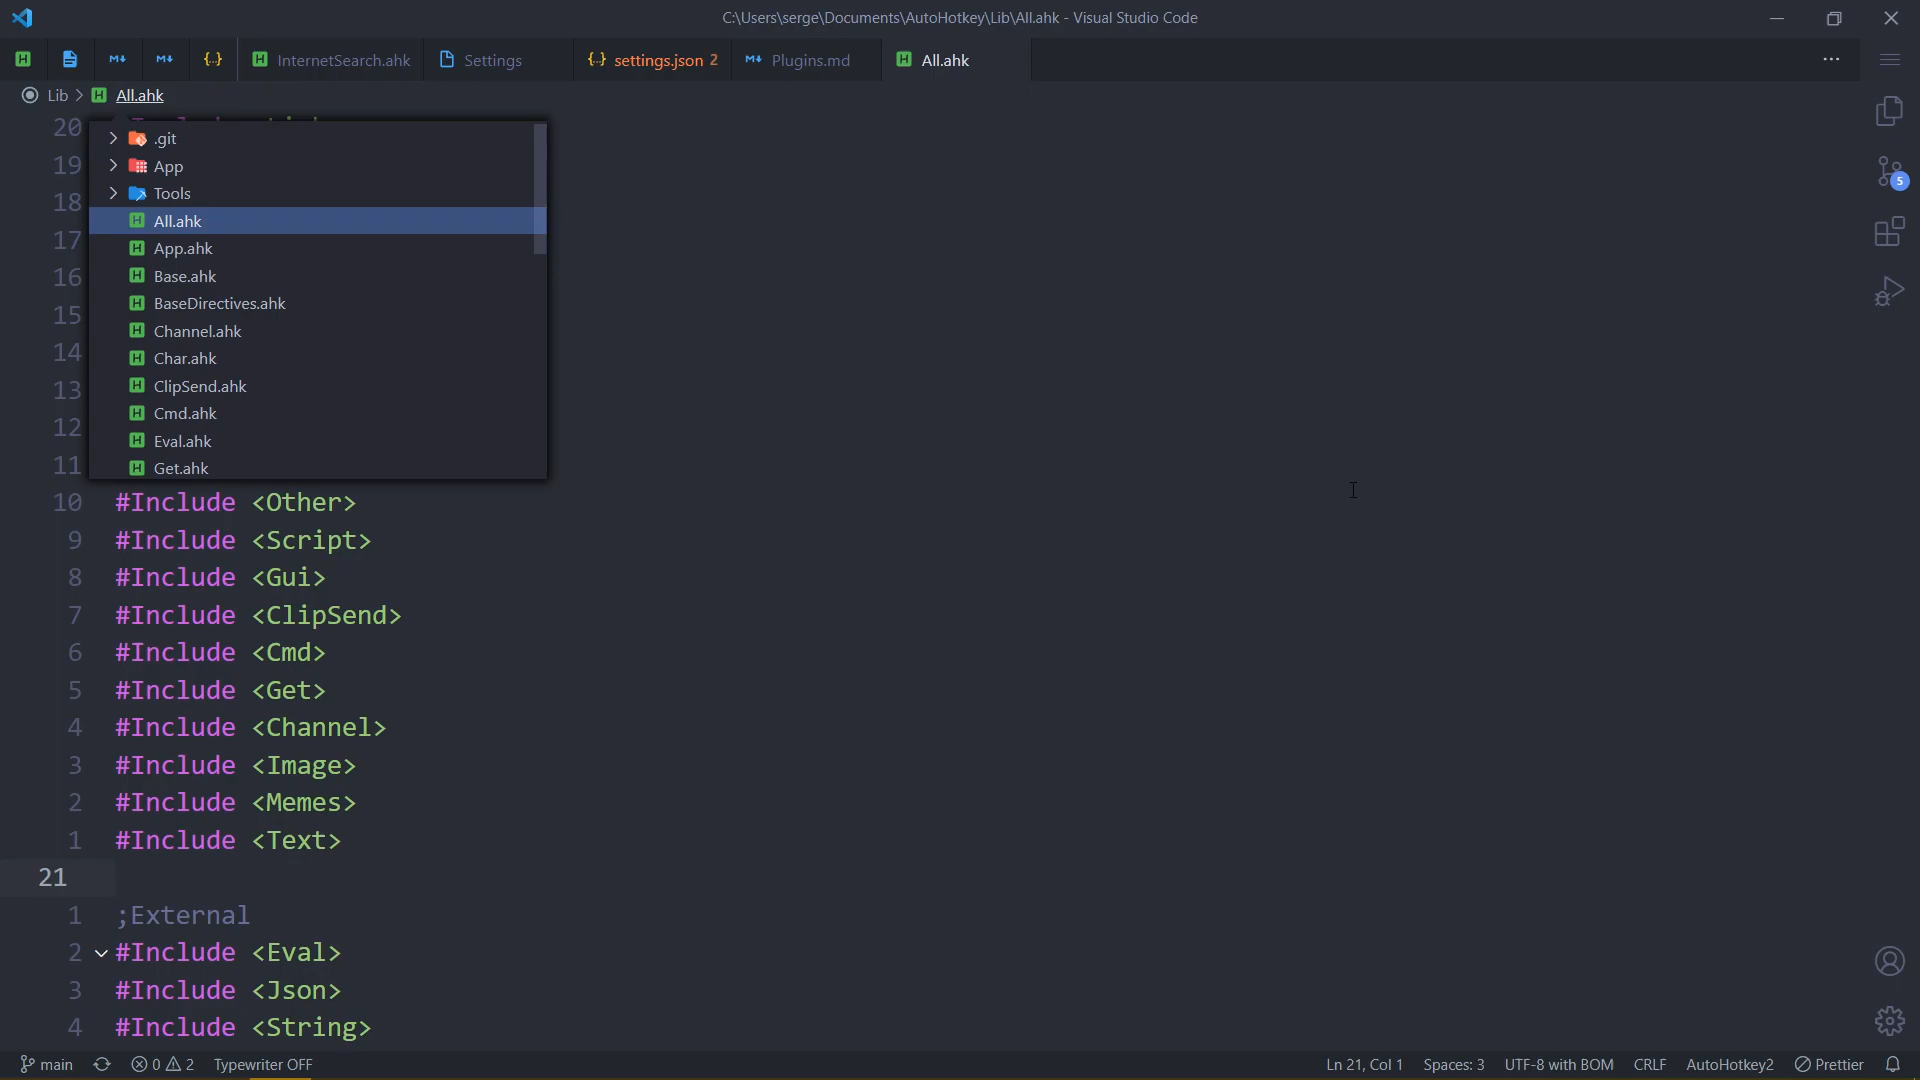 C:\Users\serge\Documents\AutoHotkey\Lib\All.ahk - Visual Studio Code
InternetSearch.ahk Settings settings.json 2 Plugins.md All.ahk
Lib > All.ahk
20
19
18
17
16
15
14
13
12
11
.git
App
Tools
All.ahk
App.ahk
Base.ahk
BaseDirectives.ahk
Channel.ahk
Char.ahk
ClipSend.ahk
Cmd.ahk
Eval.ahk
Get.ahk
10 #Include <Other>
9 #Include <Script>
8 #Include <Gui>
7 #Include <ClipSend>
6 #Include <Cmd>
5 #Include <Get>
4 #Include <Channel>
3 #Include <Image>
2 #Include <Memes>
1 #Include <Text>
21
1 ;External
2 #Include <Eval>
3 #Include <Json>
4 #Include <String>
5
main 0 2 Typewriter OFF Ln 21, Col 1 Spaces: 3 UTF-8 with BOM CRLF AutoHotkey2 Prettier